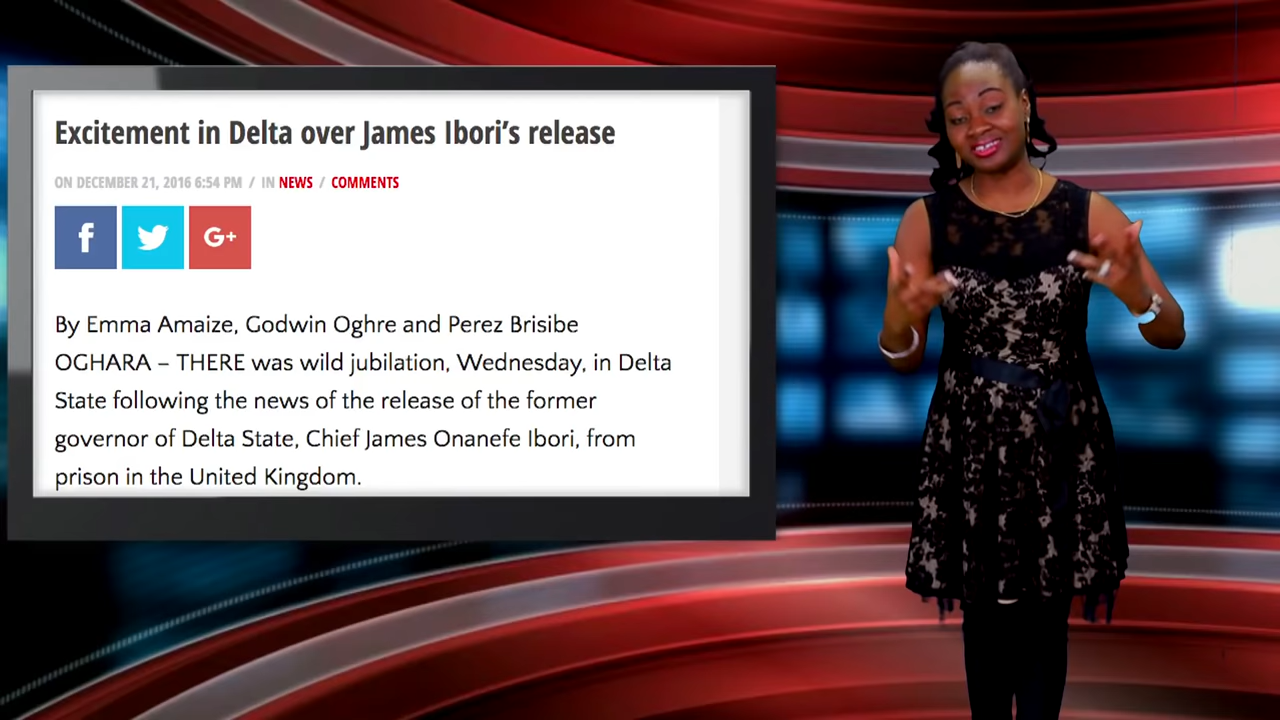 Excitement in Delta over James Ibori's release
ON DECEMBER 21, 2016 6:54 PM / IN NEWS / COMMENTS
f G+
By Emma Amaize, Godwin Oghre and Perez Brisibe
OGHARA – THERE was wild jubilation, Wednesday, in Delta
State following the news of the release of the former
governor of Delta State, Chief James Onanefe Ibori, from
prison in the United Kingdom.